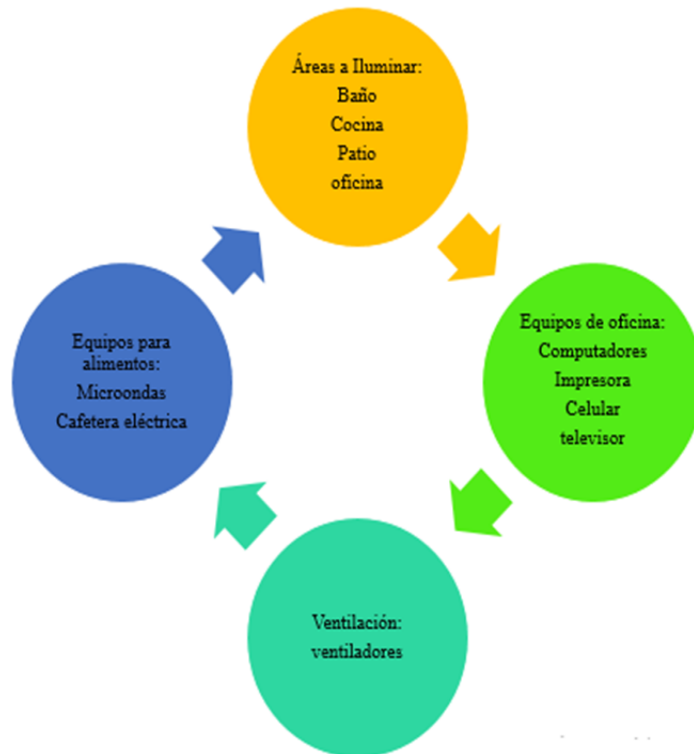 Áreas a Iluminar:
Baño
Cocina
Patio
oficina
Equipos de oficina:
Computadores
Impresora
Celular
televisor
Ventilación:
ventiladores
Equipos para
alimentos:
Microondas
Cafetera eléctrica